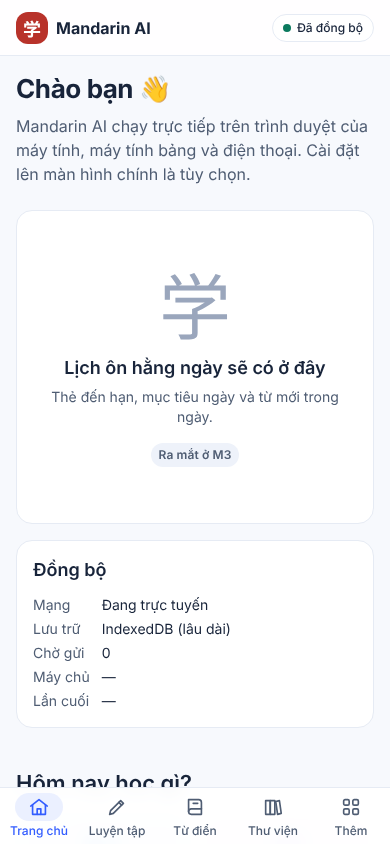 学 Mandarin AI
Đã đồng bộ
Chào bạn 👋
Mandarin AI chạy trực tiếp trên trình duyệt của
máy tính, máy tính bảng và điện thoại. Cài đặt
lên màn hình chính là tùy chọn.
学
Lịch ôn hằng ngày sẽ có ở đây
Thẻ đến hạn, mục tiêu ngày và từ mới trong
ngày.
Ra mắt ở M3
Đồng bộ
Mạng Đang trực tuyến
Lưu trữ IndexedDB (lâu dài)
Chờ gửi 0
Máy chủ —
Lần cuối —
Hôm nay học gì?
Trang chủ Luyện tập Từ điển Thư viện Thêm